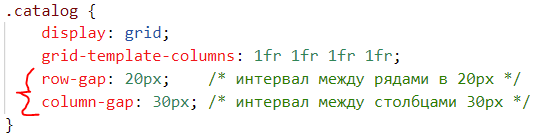 .catalog {
    display: grid;
    grid-template-columns: 1fr 1fr 1fr 1fr;
    row-gap: 20px;    /* интервал между рядами в 20px */
    column-gap: 30px; /* интервал между столбцами 30px */
}